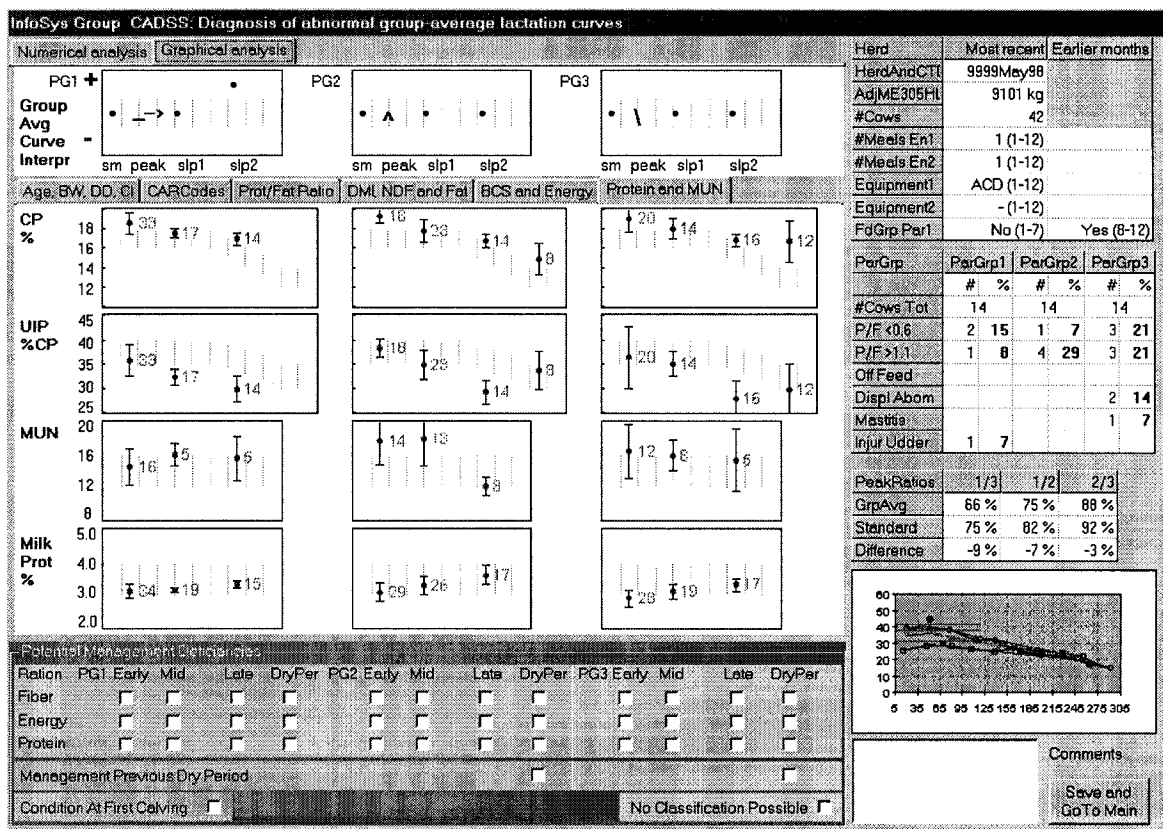 InfoSys Group CADSS: Diagnosis of abnormal group-average lactation curves
Numerical analysis Graphical analysis
PG1 + PG2 PG3
Group
Avg
Curve -
Interpr
sm peak slp1 slp2 sm peak slp1 slp2 sm peak slp1 slp2
Age, BW, DO, CI CARCodes Prot/Fat Ratio DMI, NDF and Fat BCS and Energy Protein and MUN
CP
%
18
16
14
12
33 17 14 16 23 14 8 20 14 16 12
UIP
%CP
45
40
35
30
25
33 17 14 18 23 14 8 20 14 16 12
MUN
20
16
12
8
16 5 5 14 13 8 12 8 5
Milk
Prot
%
5.0
4.0
3.0
2.0
34 19 15 29 26 17 28 19 17
Potential Management Deficiencies
Ration PG1 Early Mid Late DryPer PG2 Early Mid Late DryPer PG3 Early Mid Late DryPer
Fiber
Energy
Protein
Management Previous Dry Period
Condition At First Calving No Classification Possible
Herd Most recent Earlier months
HerdAndCTI 9999May98
AdjME305HL 9101 kg
#Cows 42
#Meals En1 1 (1-12)
#Meals En2 1 (1-12)
Equipment1 ACD (1-12)
Equipment2 - (1-12)
FdGrp Par1 No (1-7) Yes (8-12)
ParGrp ParGrp1 ParGrp2 ParGrp3
# % # % # %
#Cows Tot 14 14 14
P/F <0.6 2 15 1 7 3 21
P/F >1.1 1 8 4 29 3 21
Off Feed
Displ Abom 2 14
Mastitis 1 7
Injur Udder 1 7
PeakRatios 1/3 1/2 2/3
GrpAvg 66 % 75 % 88 %
Standard 75 % 82 % 92 %
Difference -9 % -7 % -3 %
60
50
40
30
20
10
0
5 35 65 95 125 155 185 215 245 275 305
Comments
Save and
GoTo Main